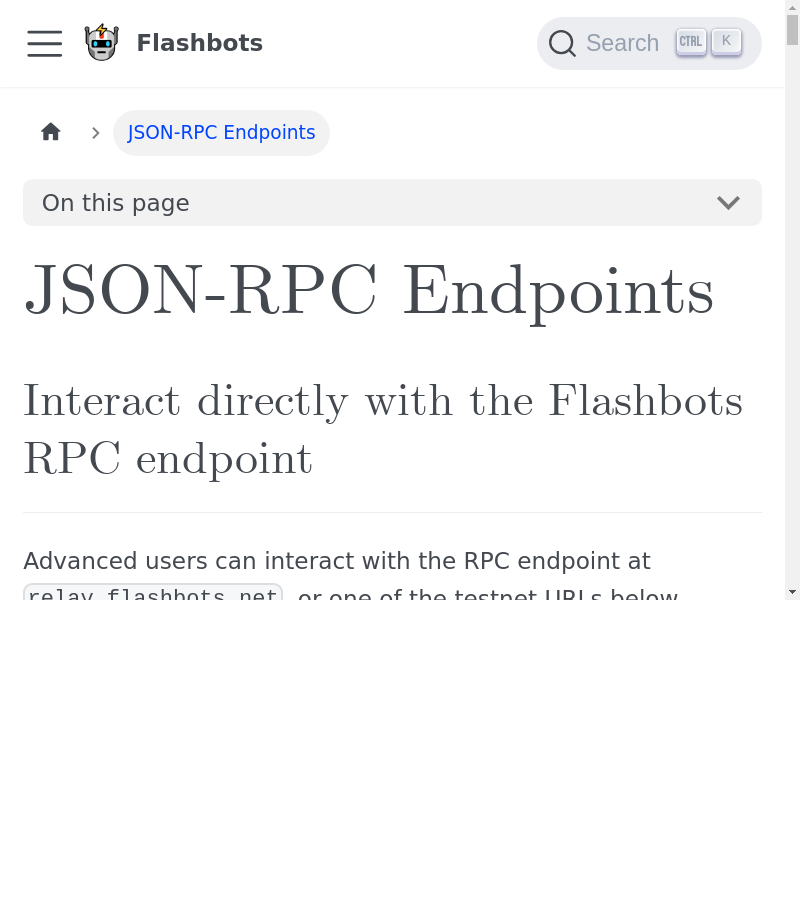 Flashbots
Search CTRL K
JSON-RPC Endpoints
On this page
JSON-RPC Endpoints
Interact directly with the Flashbots
RPC endpoint
Advanced users can interact with the RPC endpoint at
relay.flashbots.net, or one of the testnet URLs below